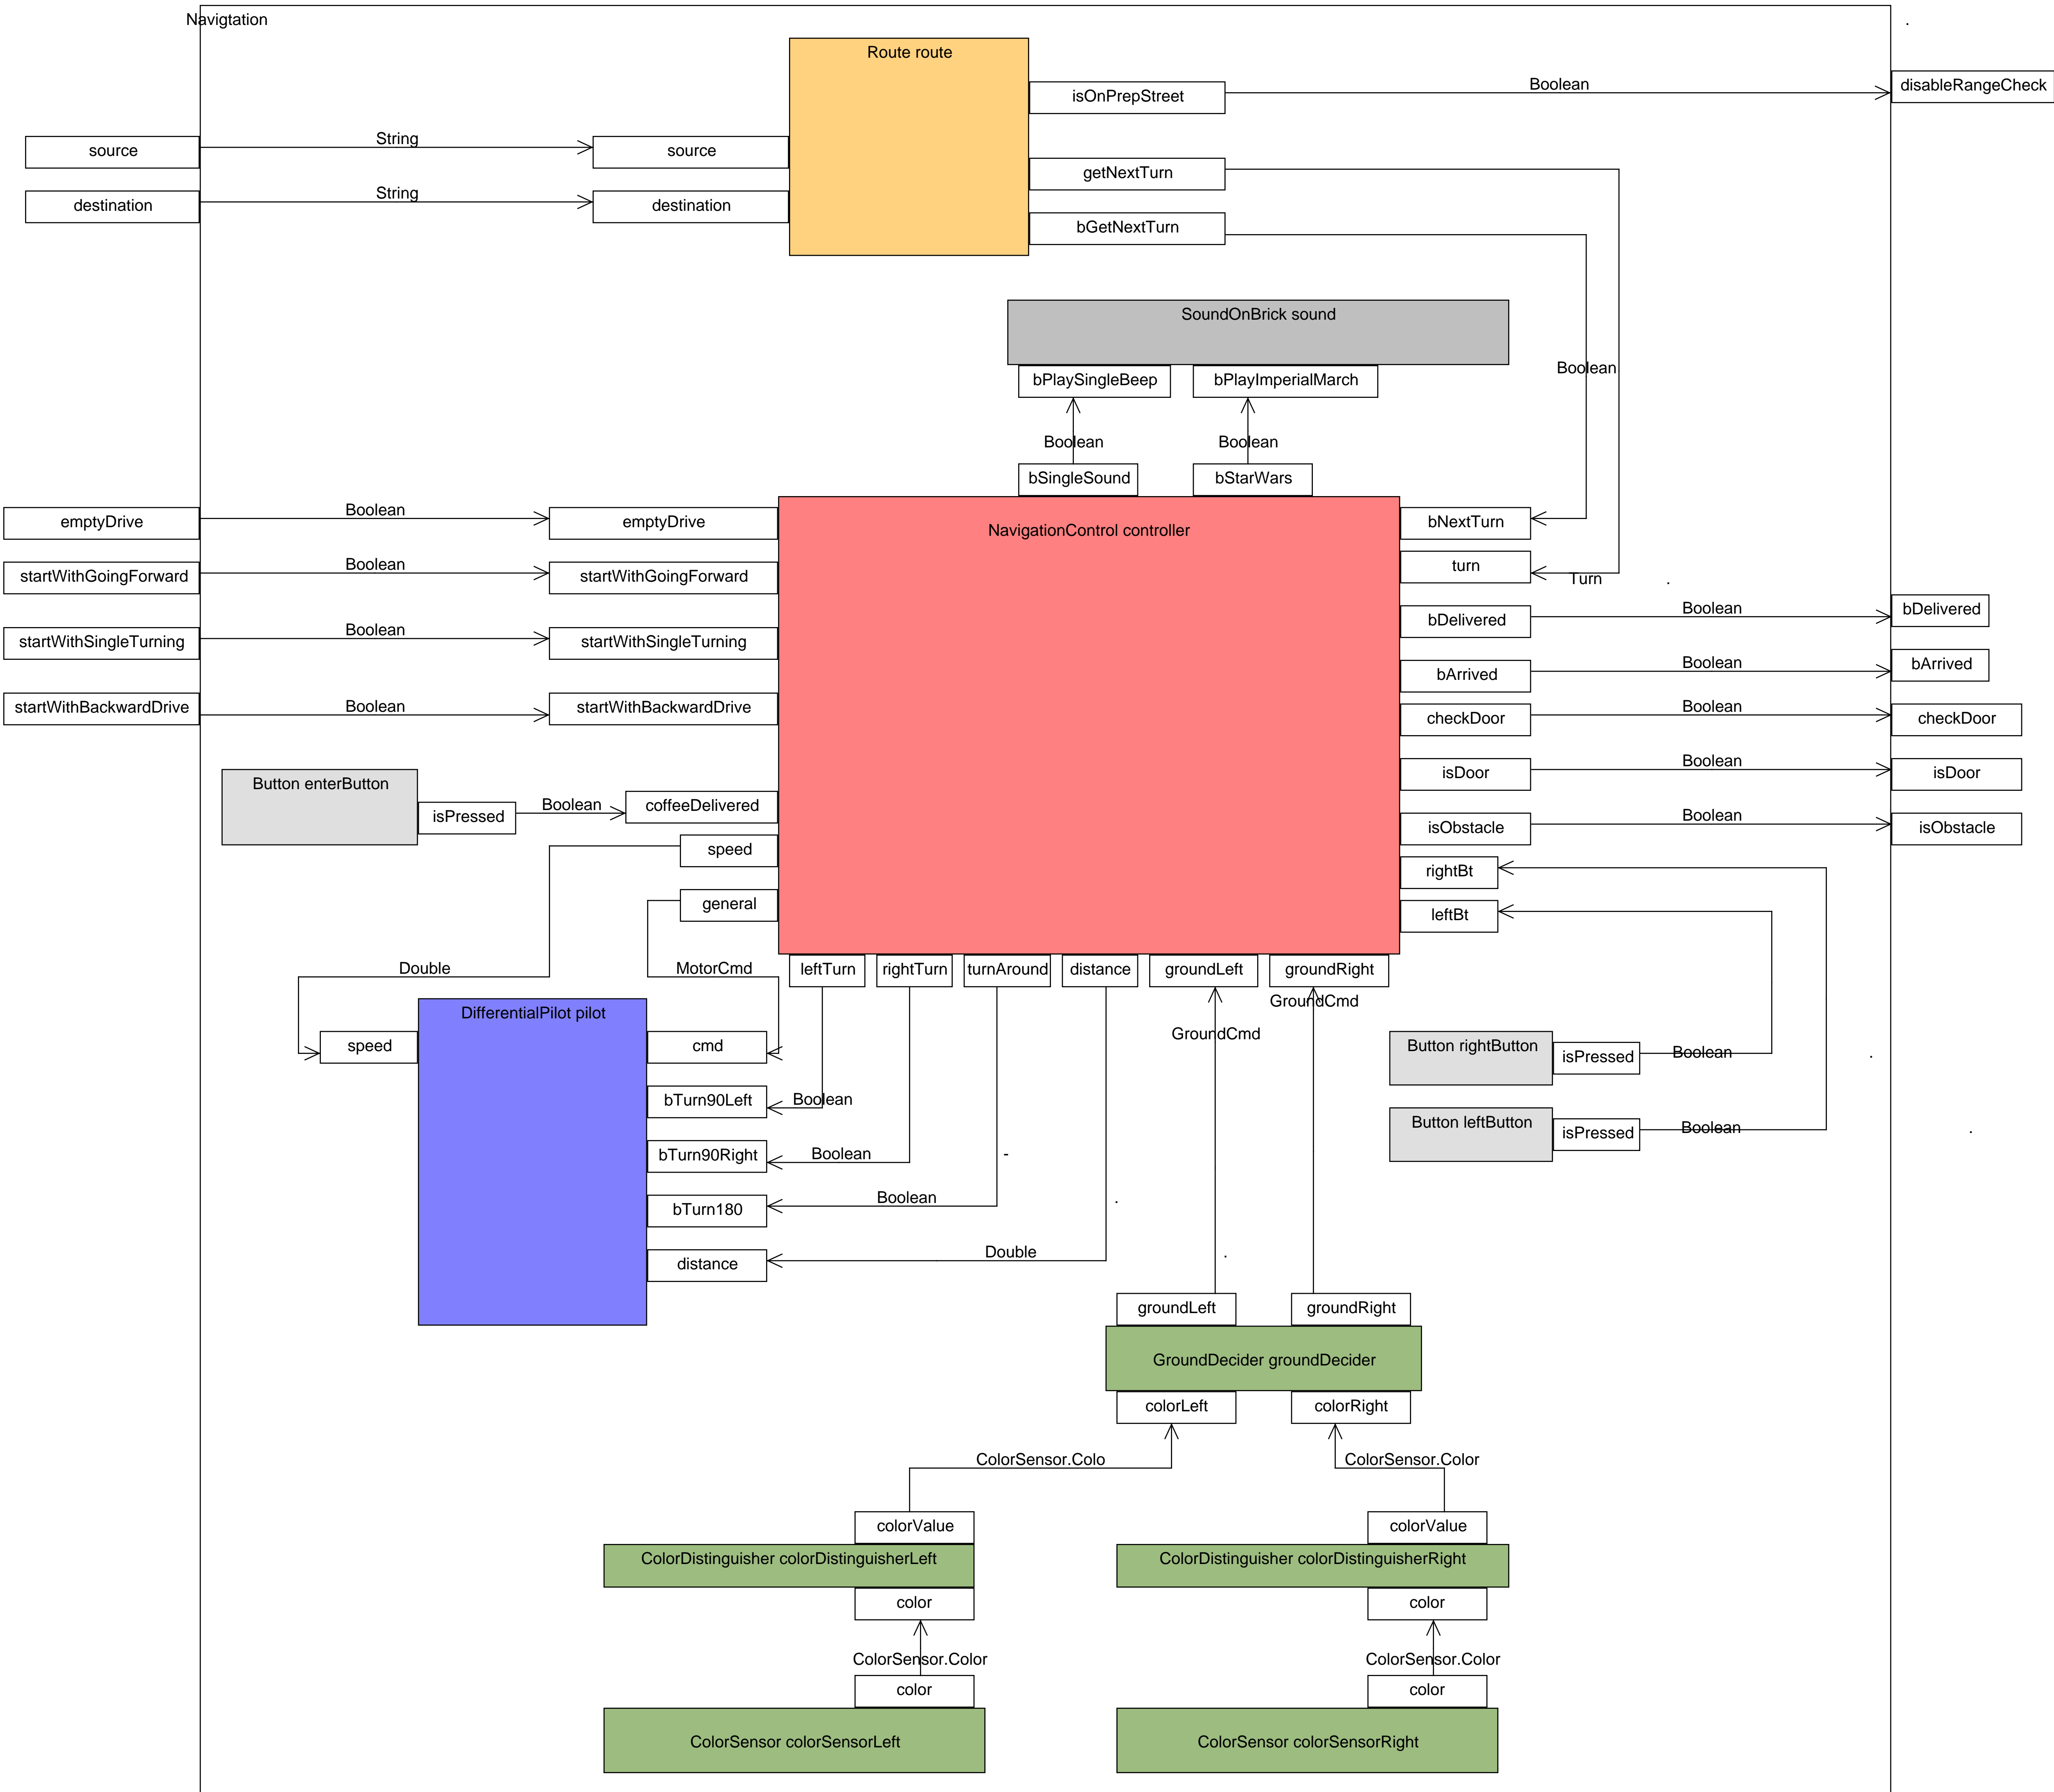 Navigtation
.
Route route
isOnPrepStreet
Boolean
disableRangeCheck
source
String
source
getNextTurn
destination
String
destination
bGetNextTurn
SoundOnBrick sound
Boolean
bPlaySingleBeep
bPlayImperialMarch
Boolean
Boolean
bSingleSound
bStarWars
emptyDrive
Boolean
emptyDrive
NavigationControl controller
bNextTurn
startWithGoingForward
Boolean
startWithGoingForward
turn
Turn
.
bDelivered
Boolean
bDelivered
startWithSingleTurning
Boolean
startWithSingleTurning
bArrived
Boolean
bArrived
startWithBackwardDrive
Boolean
startWithBackwardDrive
checkDoor
Boolean
checkDoor
Button enterButton
isPressed
Boolean
coffeeDelivered
isDoor
Boolean
isDoor
speed
isObstacle
Boolean
isObstacle
general
rightBt
leftBt
Double
MotorCmd
leftTurn
rightTurn
turnAround
distance
groundLeft
groundRight
GroundCmd
GroundCmd
DifferentialPilot pilot
speed
cmd
Button rightButton
isPressed
Boolean
.
bTurn90Left
Boolean
Button leftButton
isPressed
Boolean
.
bTurn90Right
Boolean
-
bTurn180
Boolean
.
distance
Double
.
groundLeft
groundRight
GroundDecider groundDecider
colorLeft
colorRight
ColorSensor.Colo
ColorSensor.Color
colorValue
colorValue
ColorDistinguisher colorDistinguisherLeft
ColorDistinguisher colorDistinguisherRight
color
color
ColorSensor.Color
ColorSensor.Color
color
color
ColorSensor colorSensorLeft
ColorSensor colorSensorRight